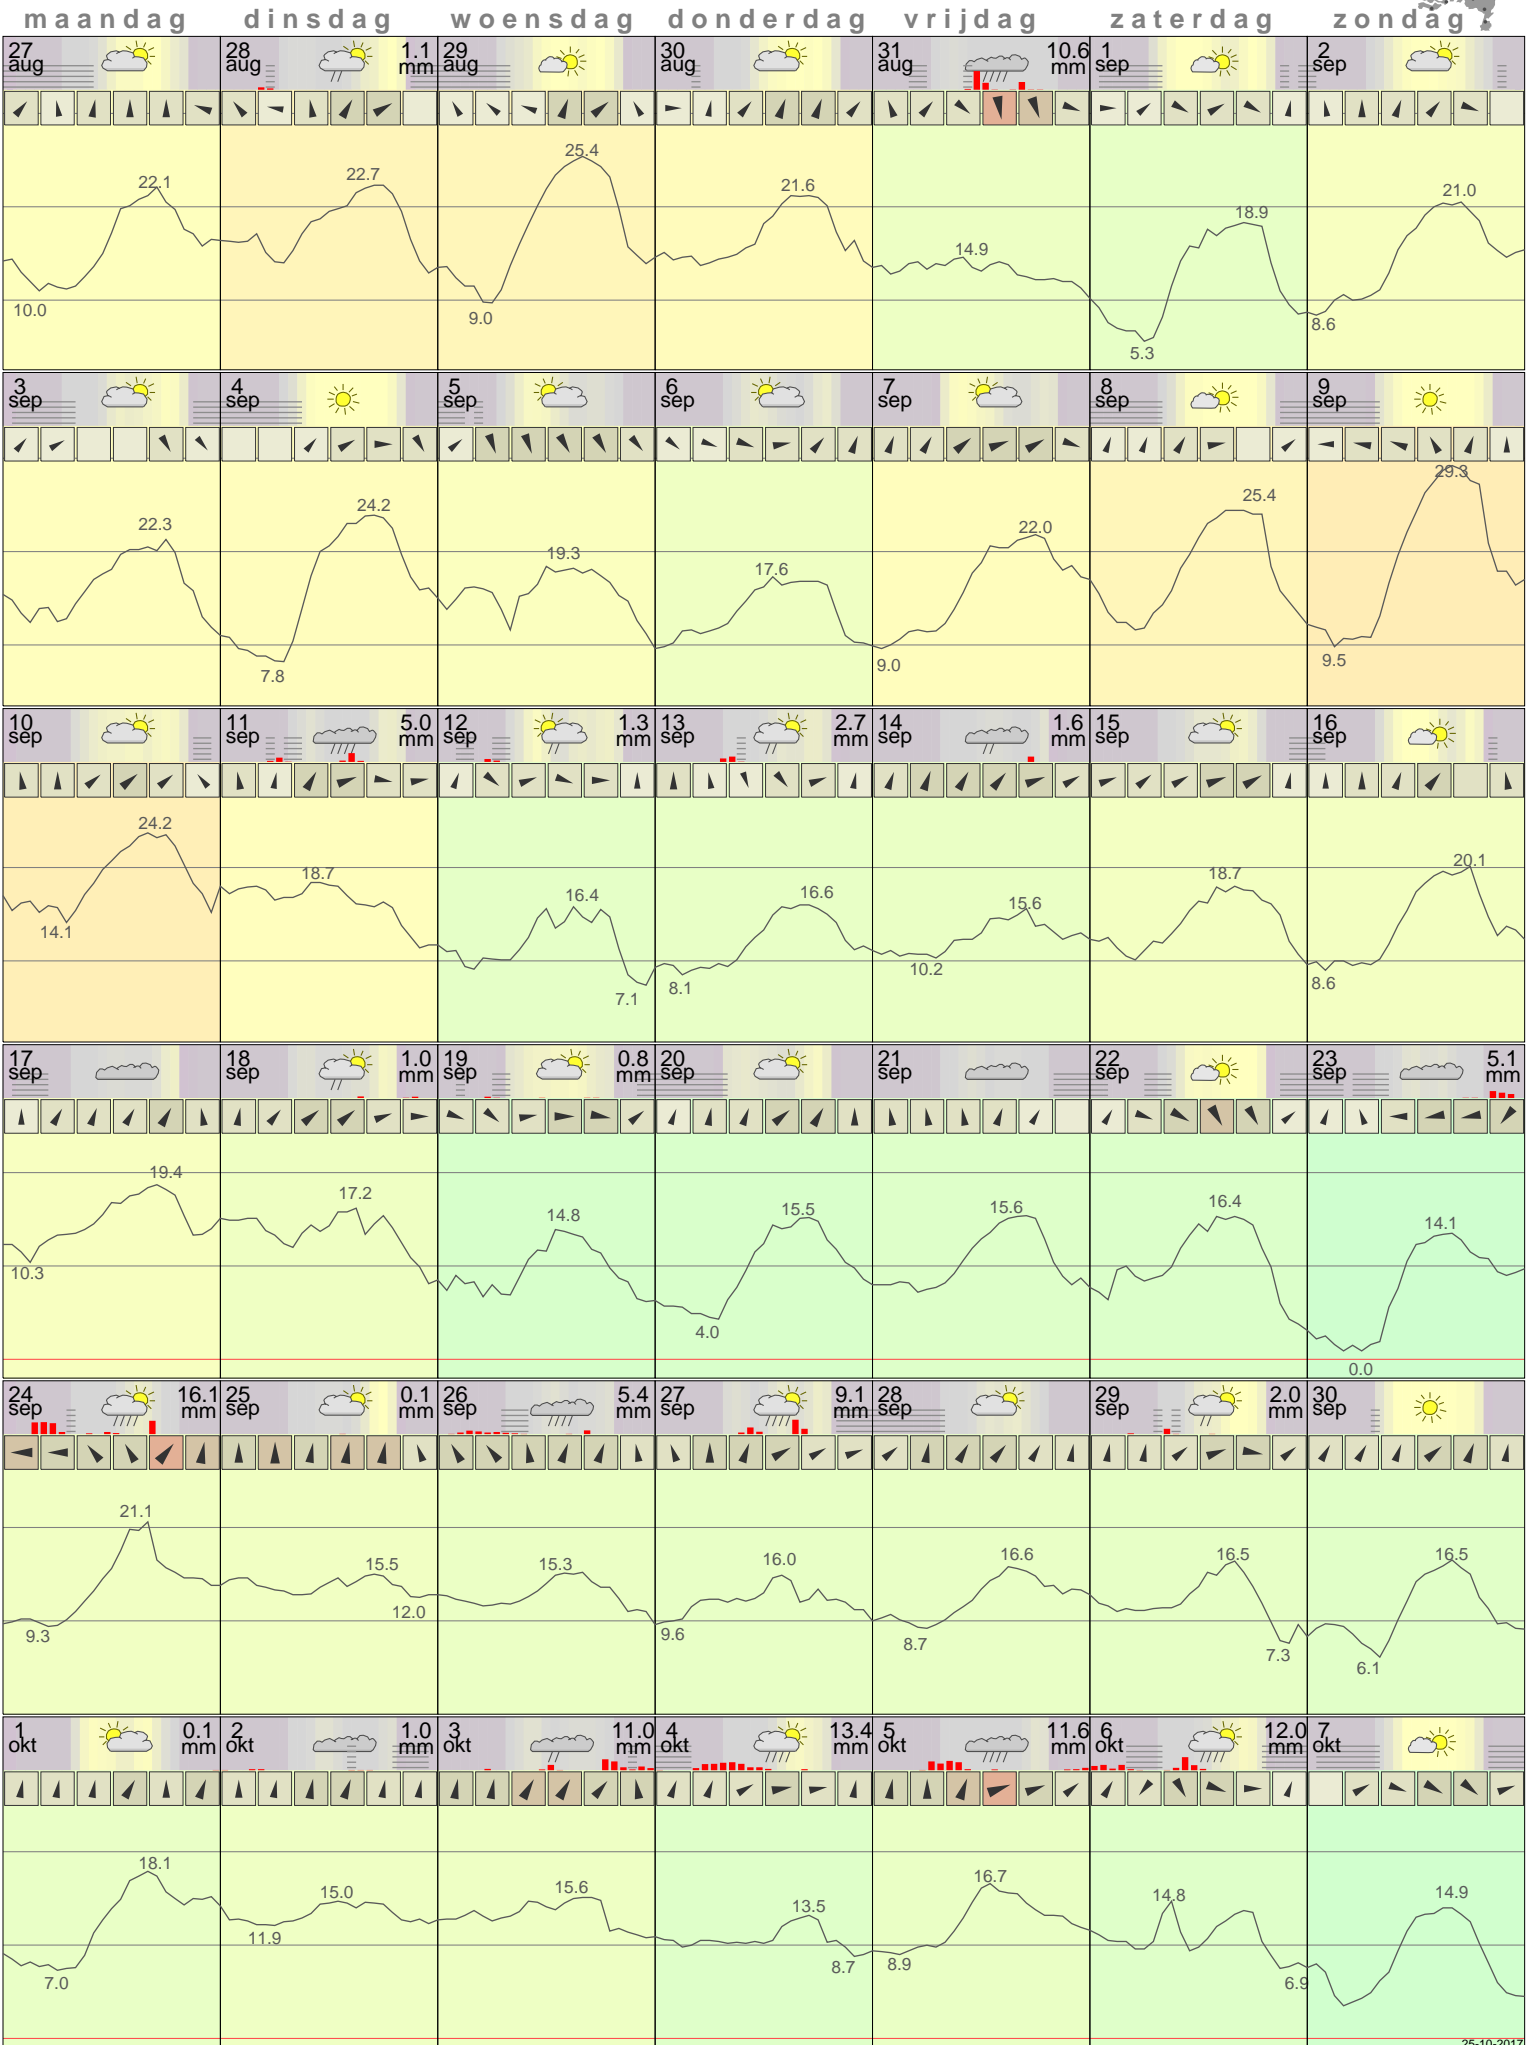 maandag dinsdag woensdag donderdag vrijdag zaterdag zondag
27 aug 28 aug 1.1 mm 29 aug 30 aug 31 aug 10.6 mm 1 sep 2 sep
22.1 22.7 25.4 21.6 14.9 18.9 21.0
10.0 9.0 5.3 8.6
3 sep 4 sep 5 sep 6 sep 7 sep 8 sep 9 sep
22.3 24.2 19.3 17.6 22.0 25.4 29.3
7.8 9.0 9.5
10 sep 11 sep 5.0 mm 12 sep 1.3 mm 13 sep 2.7 mm 14 sep 1.6 mm 15 sep 16 sep
24.2 18.7 16.4 16.6 15.6 18.7 20.1
14.1 7.1 8.1 10.2 8.6
17 sep 18 sep 1.0 mm 19 sep 0.8 mm 20 sep 21 sep 22 sep 23 sep 5.1 mm
19.4 17.2 14.8 15.5 15.6 16.4 14.1
10.3 4.0 0.0
24 sep 16.1 mm 25 sep 0.1 mm 26 sep 5.4 mm 27 sep 9.1 mm 28 sep 29 sep 2.0 mm 30 sep
21.1 15.5 15.3 16.0 16.6 16.5 16.5
9.3 12.0 9.6 8.7 7.3 6.1
1 okt 0.1 mm 2 okt 1.0 mm 3 okt 11.0 mm 4 okt 13.4 mm 5 okt 11.6 mm 6 okt 12.0 mm 7 okt
18.1 15.0 15.6 13.5 16.7 14.8 14.9
7.0 11.9 8.7 8.9 6.9
25-10-2017